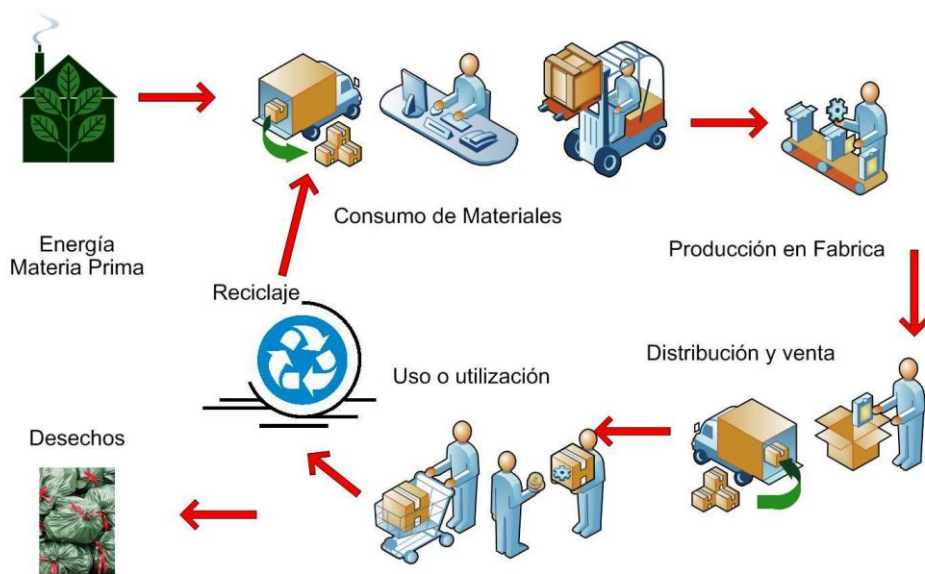 Energía
Materia Prima
Consumo de Materiales
Producción en Fabrica
Distribución y venta
Uso o utilización
Reciclaje
Desechos